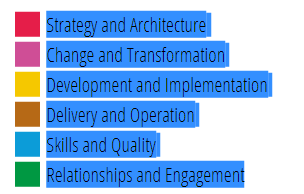 Strategy and Architecture
Change and Transformation
Development and Implementation
Delivery and Operation
Skills and Quality
Relationships and Engagement